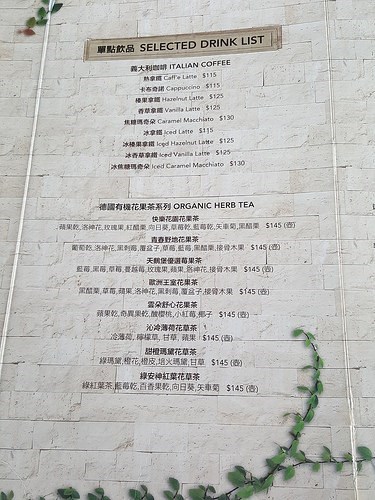 單點飲品 SELECTED DRINK LIST
義大利咖啡 ITALIAN COFFEE
熱拿鐵 Caff'e Latte $115
卡布奇諾 Cappuccino $115
榛果拿鐵 Hazelnut Latte $125
香草拿鐵 Vanilla Latte $125
焦糖瑪奇朵 Caramel Macchiato $130
冰拿鐵 Iced Latte $115
冰榛果拿鐵 Iced Hazelnut Latte $125
冰香草拿鐵 Iced Vanilla Latte $125
冰焦糖瑪奇朵 Iced Caramel Macchiato $130
德國有機花果茶系列 ORGANIC HERB TEA
快樂花園花果茶
蘋果乾,洛神花,玫瑰果,紅醋栗,向日葵,草莓乾,藍莓乾,矢車菊,黑醋栗 $145 (壺)
青春野地花果茶
葡萄乾,洛神花,黑刺莓,覆盆子,草莓,藍莓,黑醋栗,接骨木果 $145 (壺)
天鵝堡優選莓果茶
藍莓,黑莓,草莓,蔓越莓,玫瑰果,蘋果,洛神花,接骨木果 $145 (壺)
歐洲王室花果茶
黑醋栗,草莓,蘋果,洛神花,黑刺莓,覆盆子,接骨木果 $145 (壺)
雲朵舒心花果茶
蘋果乾,奇異果乾,酸櫻桃,小紅莓,椰子 $145 (壺)
沁冷薄荷花草茶
冷薄荷, 檸檬草, 甘草, 蘋果 $145 (壺)
甜橙瑪黛花草茶
綠瑪黛,橙花,橙皮,焙火瑪黛,甘草 $145 (壺)
綠安神紅葉花草茶
綠紅葉茶,藍莓乾,百香果乾,向日葵,矢車菊 $145 (壺)